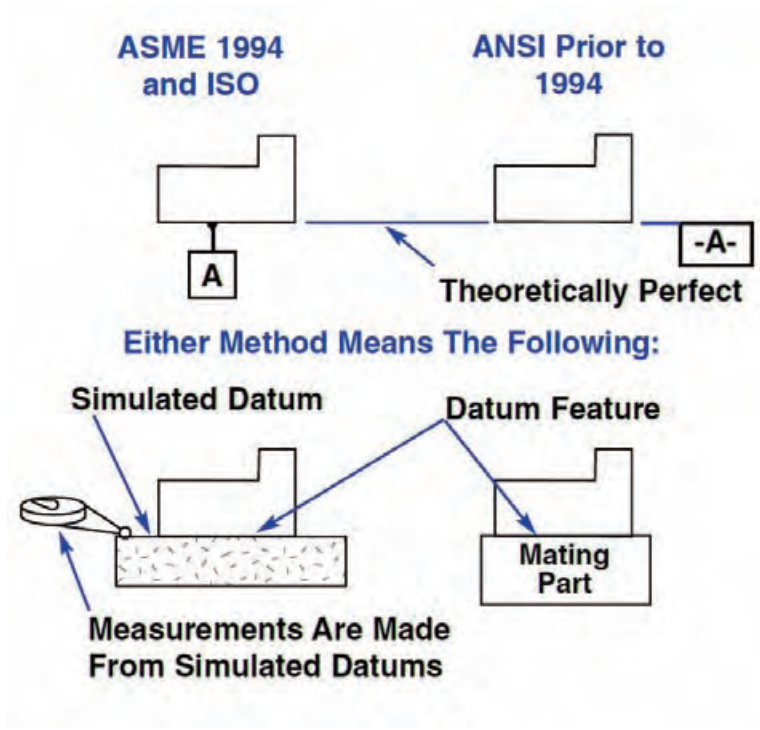 ASME 1994
and ISO
ANSI Prior to
1994
A
-A-
Theoretically Perfect
Either Method Means The Following:
Simulated Datum
Datum Feature
Mating
Part
Measurements Are Made
From Simulated Datums